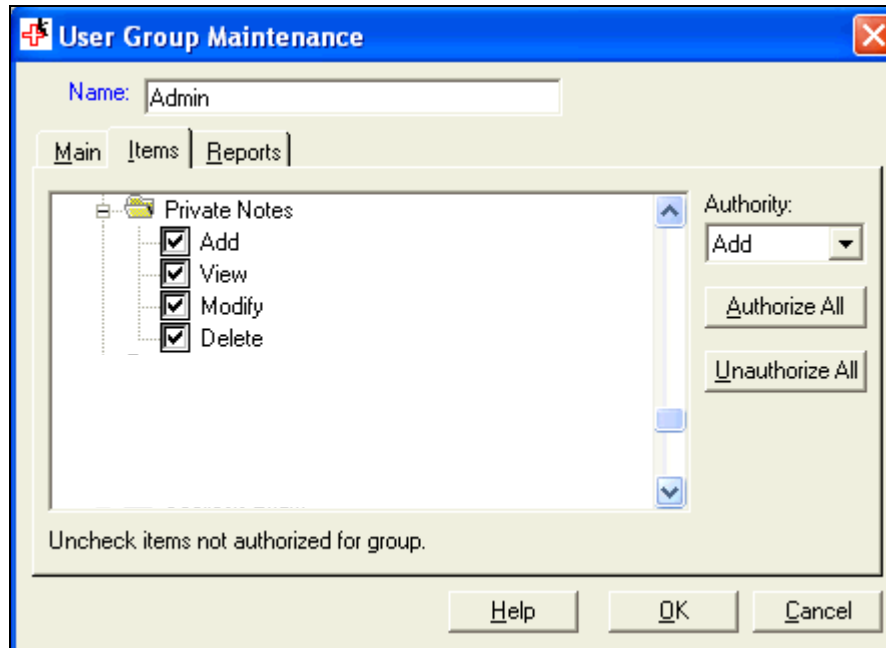 User Group Maintenance
Name: Admin
Main Items Reports
Private Notes
Add
View
Modify
Delete
Authority:
Add
Authorize All
Unauthorize All
Uncheck items not authorized for group.
Help OK Cancel